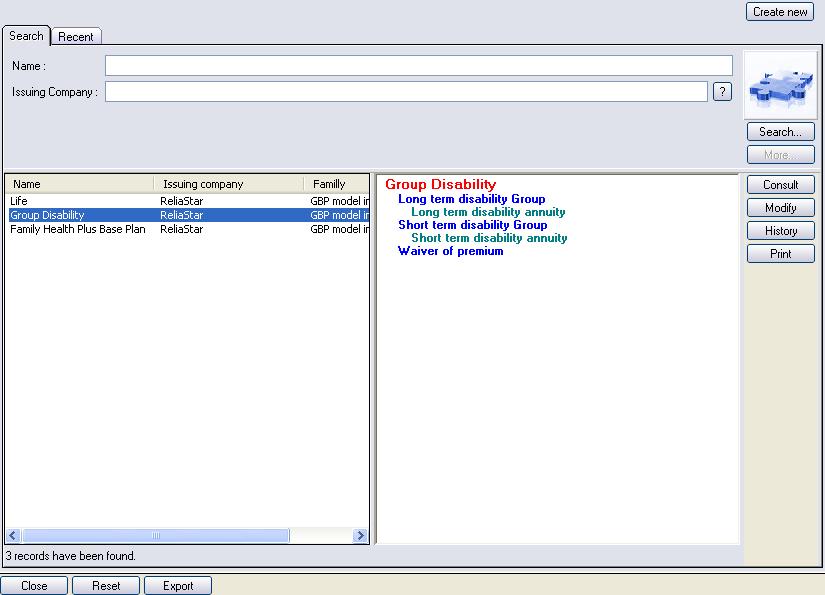 Create new
Search Recent
Name :
Issuing Company : ?
Search...
More...
Name Issuing company Familly
Life ReliaStar GBP model in
Group Disability ReliaStar GBP model in
Family Health Plus Base Plan ReliaStar GBP model in
Group Disability
Long term disability Group
Long term disability annuity
Short term disability Group
Short term disability annuity
Waiver of premium
Consult
Modify
History
Print
3 records have been found.
Close Reset Export